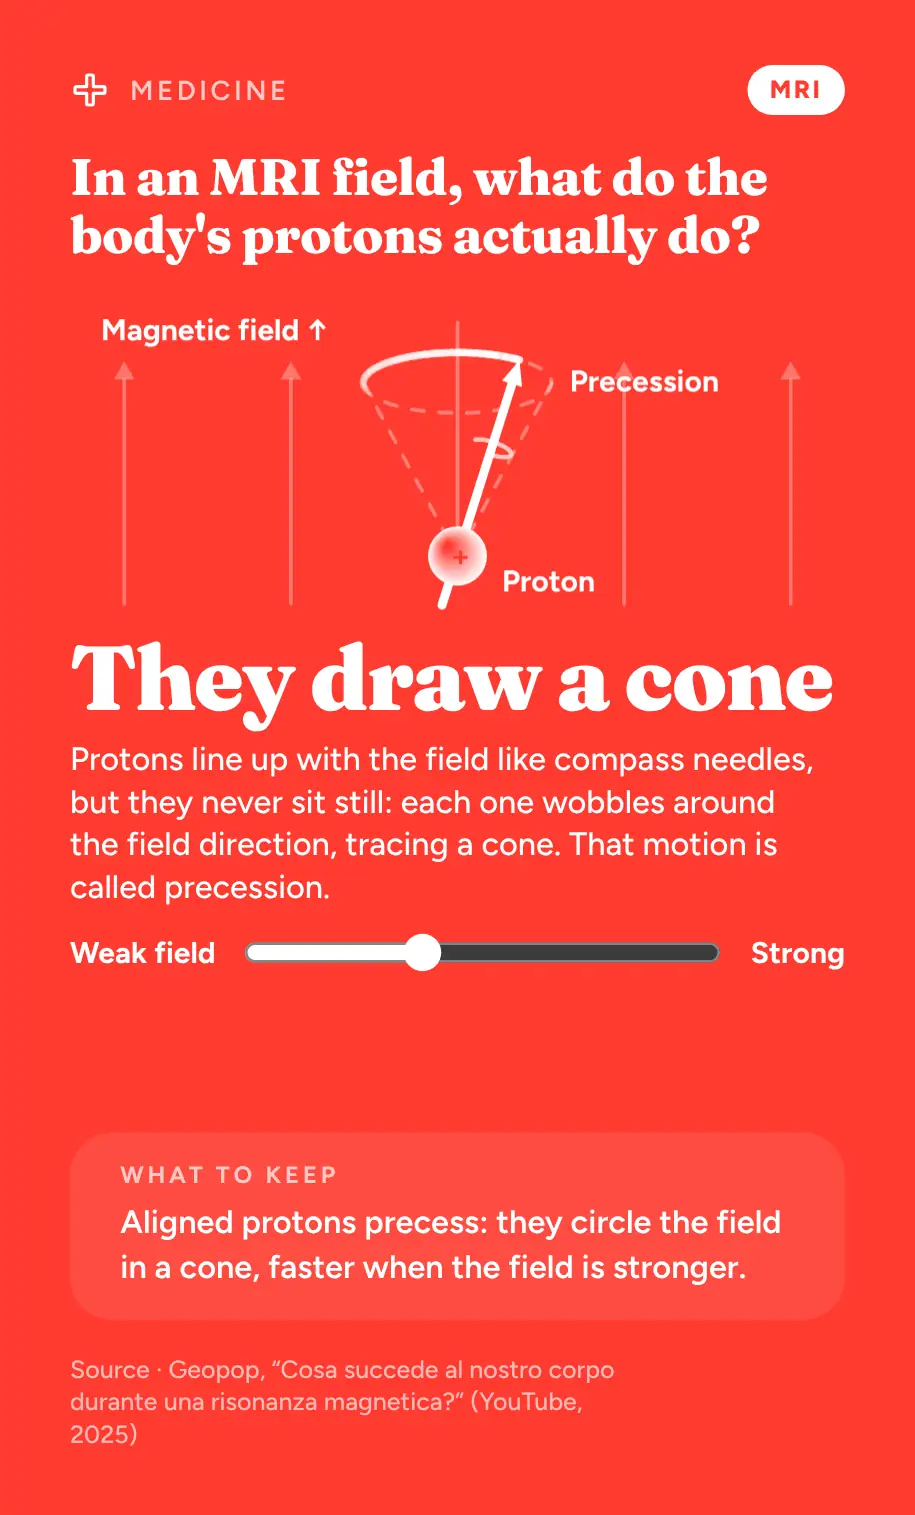 MEDICINE
MRI
In an MRI field, what do the
body's protons actually do?
Magnetic field ↑
Precession
+
Proton
They draw a cone
Protons line up with the field like compass needles,
but they never sit still: each one wobbles around
the field direction, tracing a cone. That motion is
called precession.
Weak field
Strong
WHAT TO KEEP
Aligned protons precess: they circle the field
in a cone, faster when the field is stronger.
Source · Geopop, “Cosa succede al nostro corpo
durante una risonanza magnetica?” (YouTube,
2025)